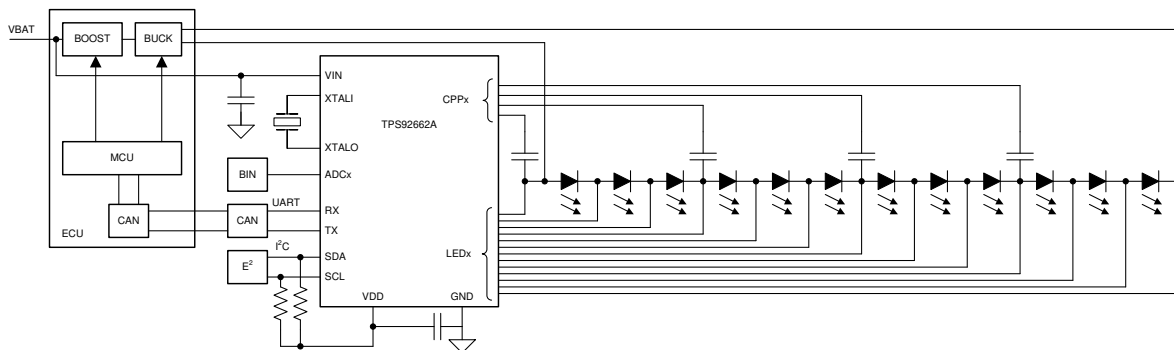 VBAT
BOOST
BUCK
MCU
CAN
ECU
BIN
UART
CAN
I²C
E²
VIN
XTALI
XTALO
ADCx
RX
TX
SDA
SCL
VDD
GND
TPS92662A
CPPx
LEDx